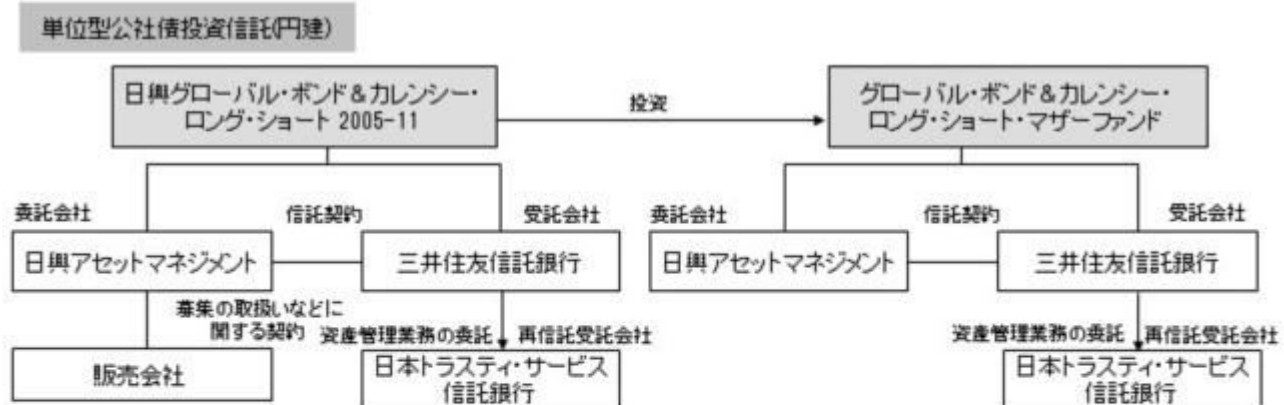 単位型公社債投資信託(円建)
日興グローバル・ボンド&カレンシー・
ロング・ショート 2005-11
投資
グローバル・ボンド&カレンシー・
ロング・ショート・マザーファンド
委託会社
信託契約
受託会社
委託会社
信託契約
受託会社
日興アセットマネジメント
三井住友信託銀行
日興アセットマネジメント
三井住友信託銀行
募集の取扱いなどに
関する契約
資産管理業務の委託
再信託受託会社
資産管理業務の委託
再信託受託会社
販売会社
日本トラスティ・サービス
信託銀行
日本トラスティ・サービス
信託銀行